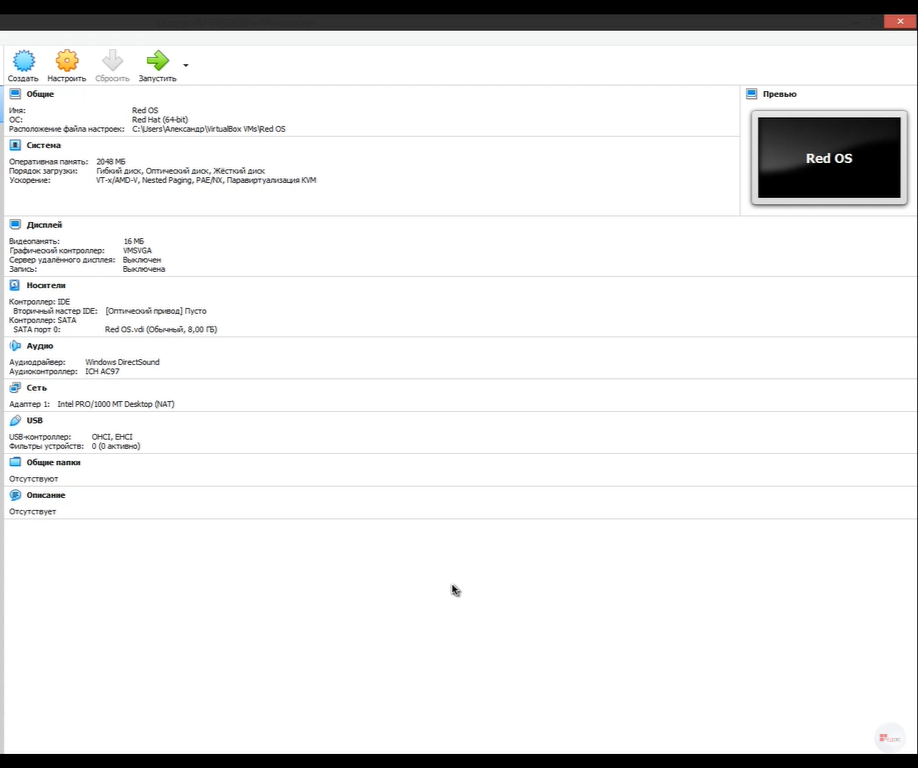 Создать Настроить Сбросить Запустить
Общие
Имя: Red OS
ОС: Red Hat (64-bit)
Расположение файла настроек: C:\Users\Александр\VirtualBox VMs\Red OS
Превью
Red OS
Система
Оперативная память: 2048 МБ
Порядок загрузки: Гибкий диск, Оптический диск, Жёсткий диск
Ускорение: VT-x/AMD-V, Nested Paging, PAE/NX, Паравиртуализация KVM
Дисплей
Видеопамять: 16 МБ
Графический контроллер: VMSVGA
Сервер удалённого дисплея: Выключен
Запись: Выключена
Носители
Контроллер: IDE
Вторичный мастер IDE: [Оптический привод] Пусто
Контроллер: SATA
SATA порт 0: Red OS.vdi (Обычный, 8,00 ГБ)
Аудио
Аудиодрайвер: Windows DirectSound
Аудиоконтроллер: ICH AC97
Сеть
Адаптер 1: Intel PRO/1000 MT Desktop (NAT)
USB
USB-контроллер: OHCI, EHCI
Фильтры устройств: 0 (0 активно)
Общие папки
Отсутствуют
Описание
Отсутствует